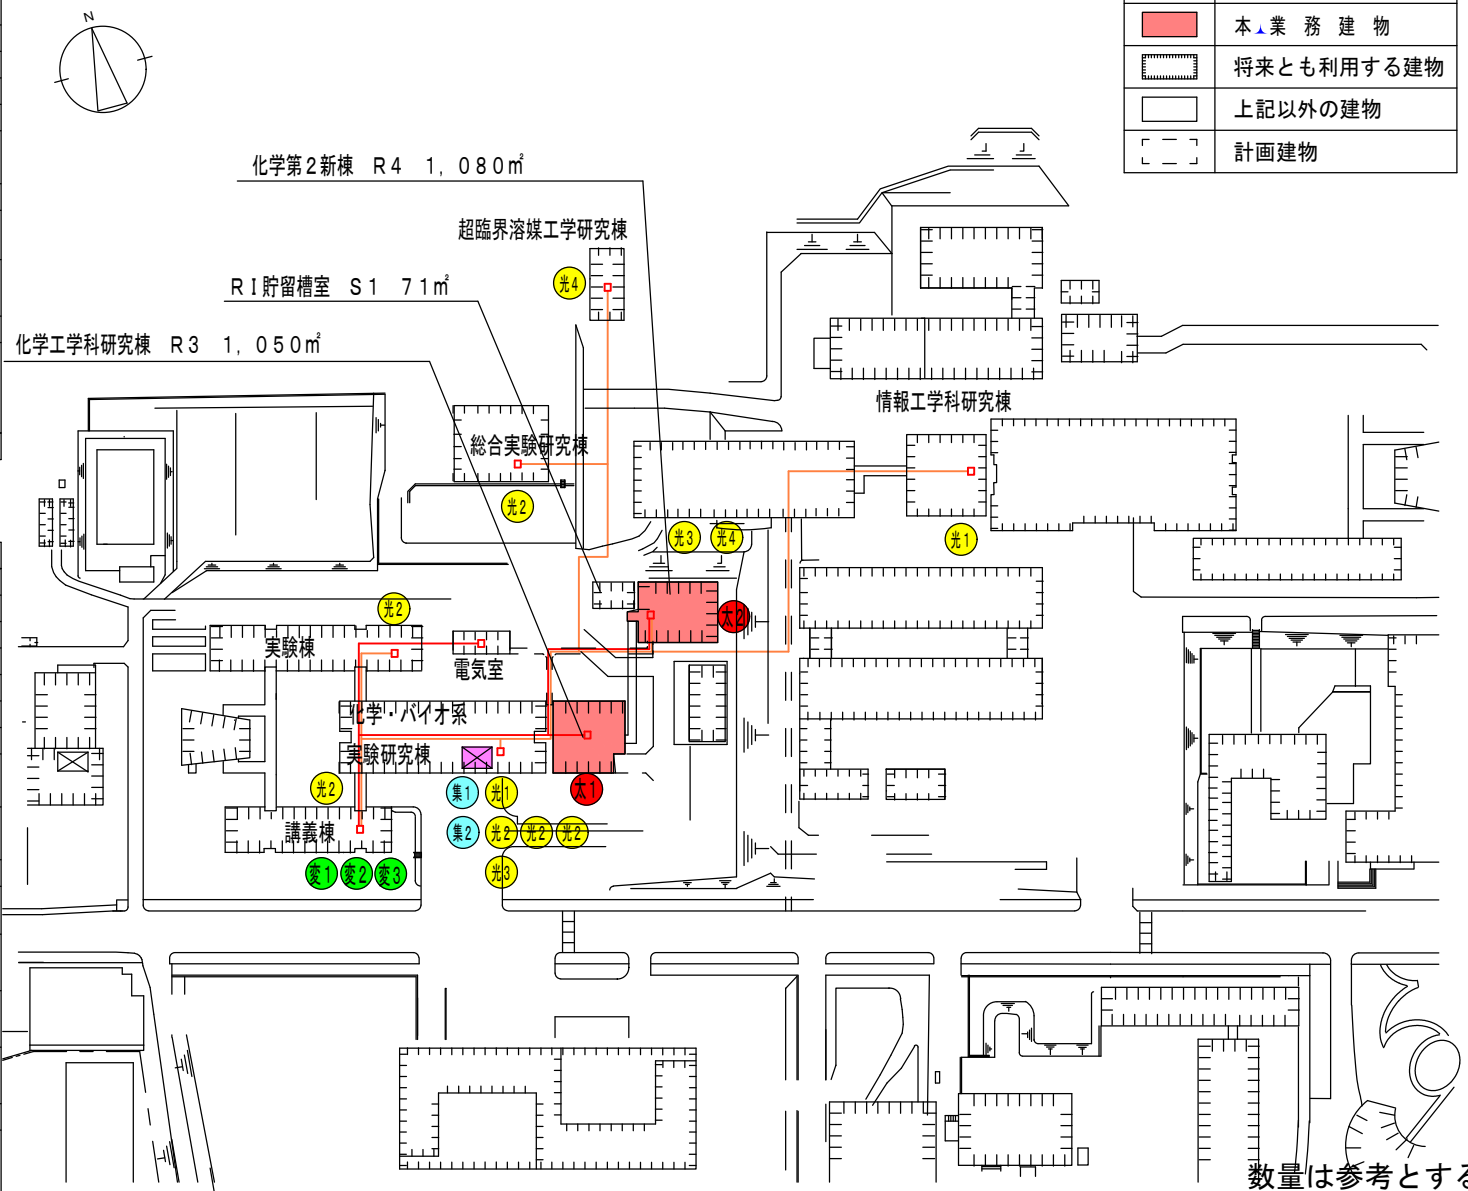 N
本業務建物
将来とも利用する建物
上記以外の建物
計画建物
化学第2新棟 R4 1,080㎡
超臨界溶媒工学研究棟
光4
RI貯留槽室 S1 71㎡
化学工学科研究棟 R3 1,050㎡
情報工学科研究棟
総合実験研究棟
光2
光3
光4
光1
光2
太2
実験棟
電気室
化学・バイオ系
実験研究棟
光2
集1
光1
太1
講義棟
集2
光2
光2
光2
変1
変2
変3
光3
数量は参考とする